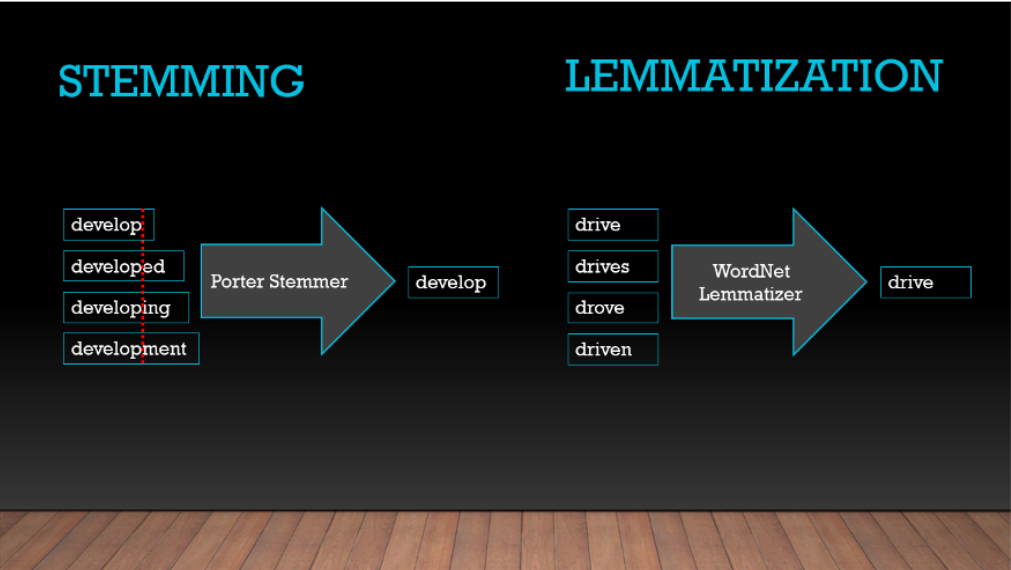 STEMMING
develop
developed
developing
development
Porter Stemmer
develop
LEMMATIZATION
drive
drives
drove
driven
WordNet
Lemmatizer
drive